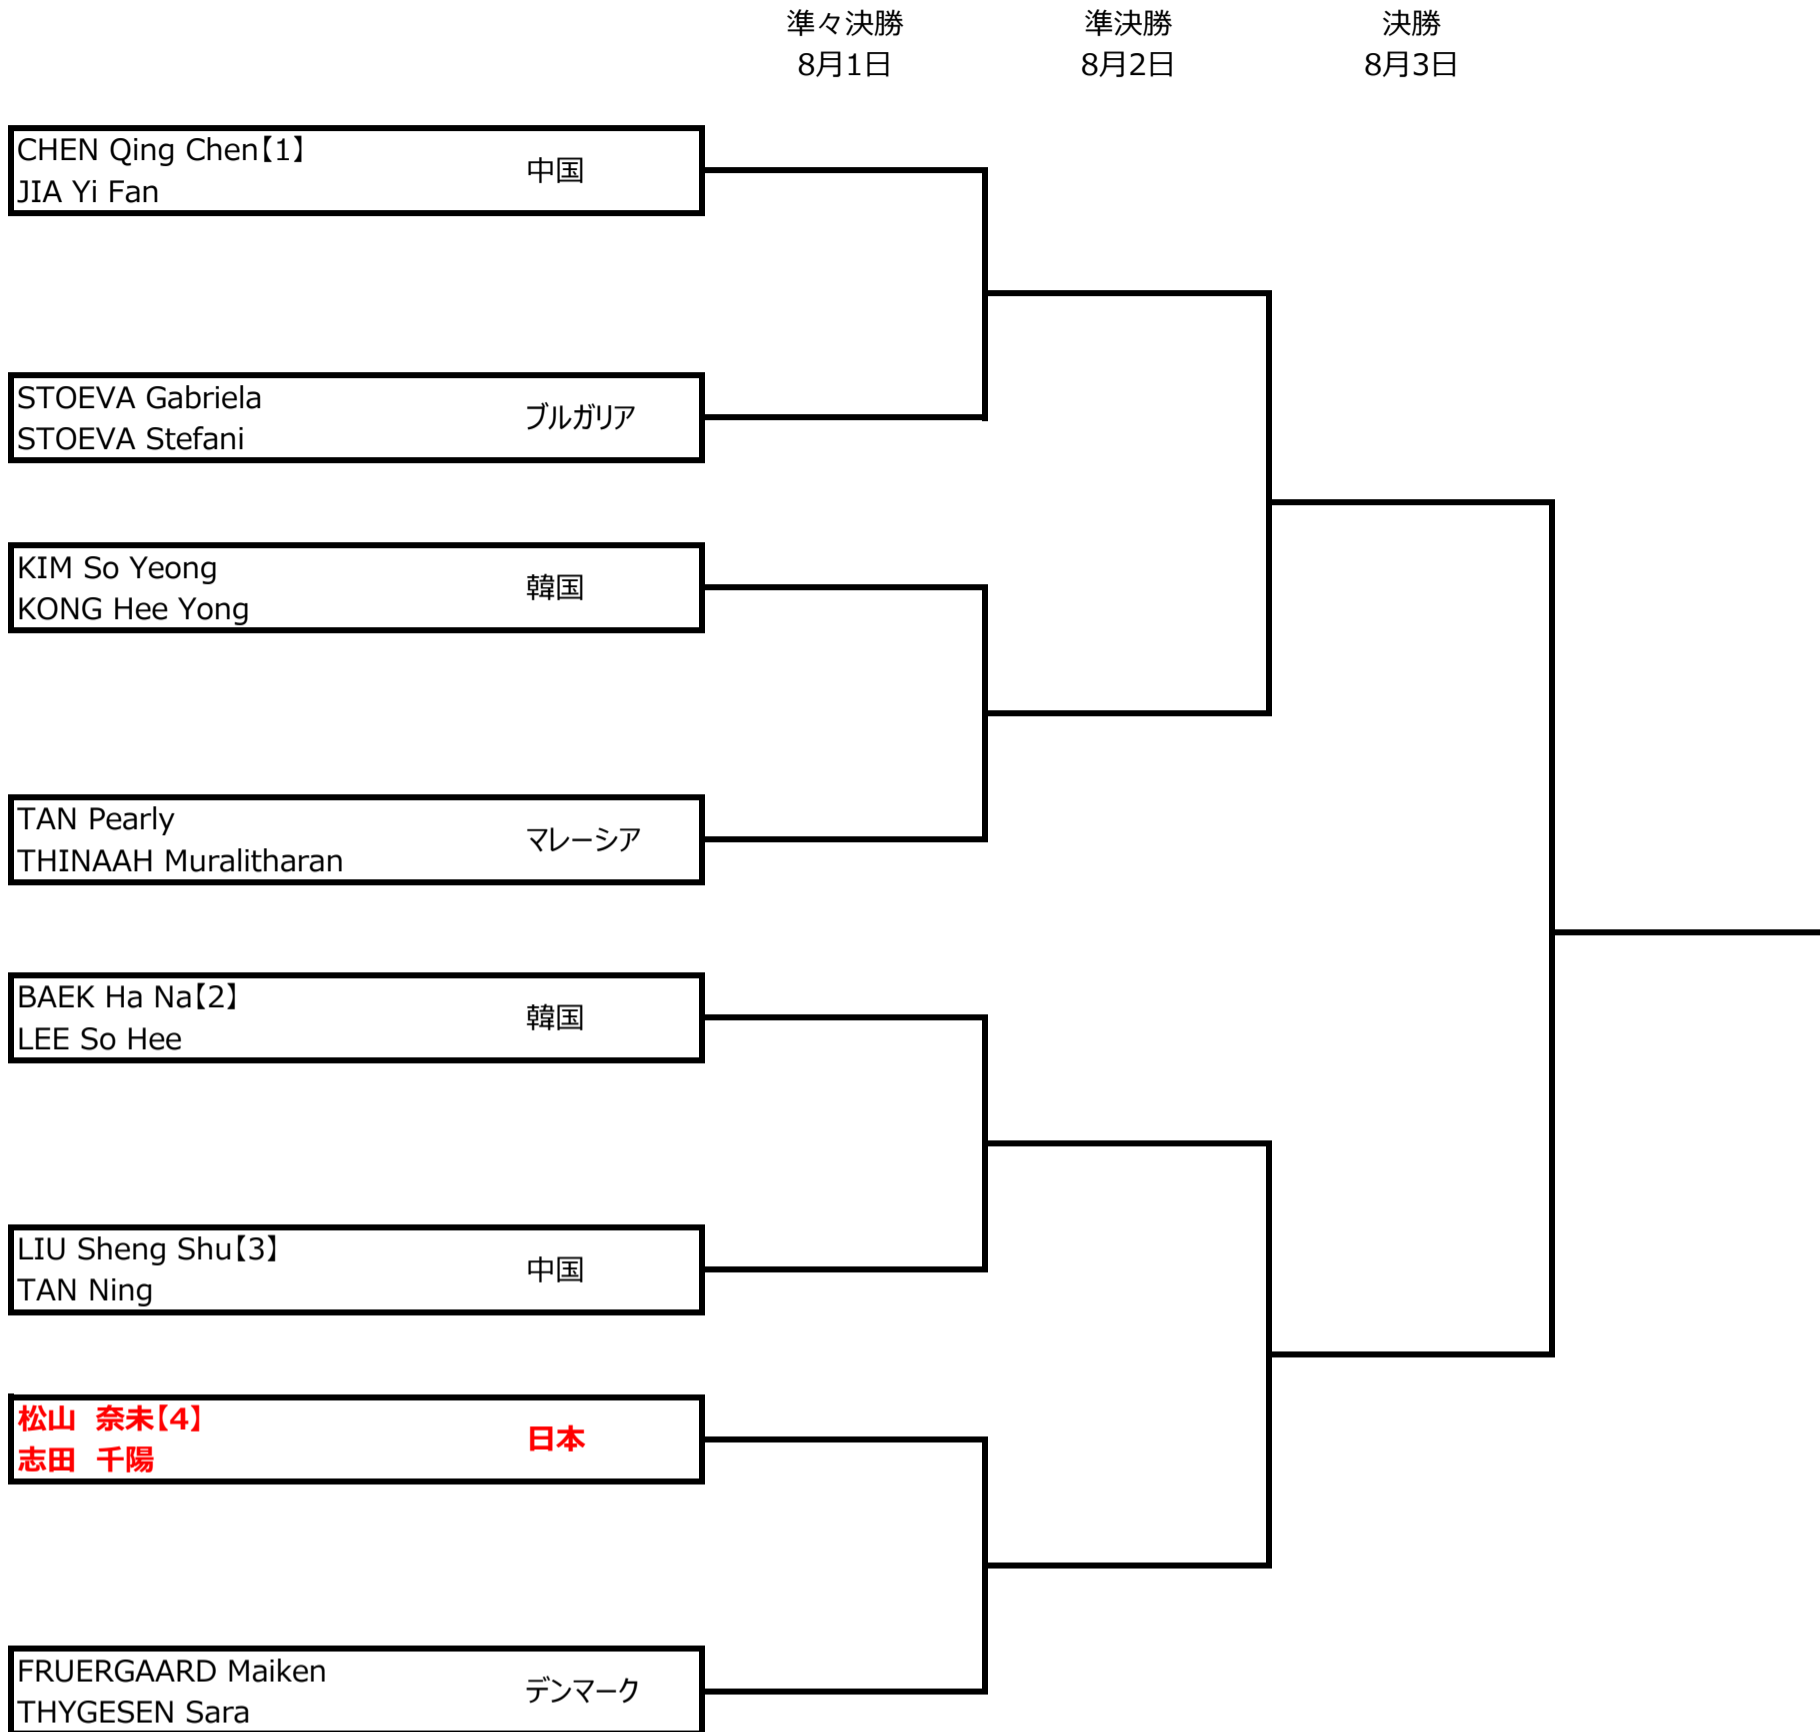 準々決勝 準決勝 決勝
8月1日 8月2日 8月3日
CHEN Qing Chen【1】
中国
JIA Yi Fan
STOEVA Gabriela
ブルガリア
STOEVA Stefani
KIM So Yeong
韓国
KONG Hee Yong
TAN Pearly
マレーシア
THINAAH Muralitharan
BAEK Ha Na【2】
韓国
LEE So Hee
LIU Sheng Shu【3】
中国
TAN Ning
松山　奈未【4】
日本
志田　千陽
FRUERGAARD Maiken
デンマーク
THYGESEN Sara